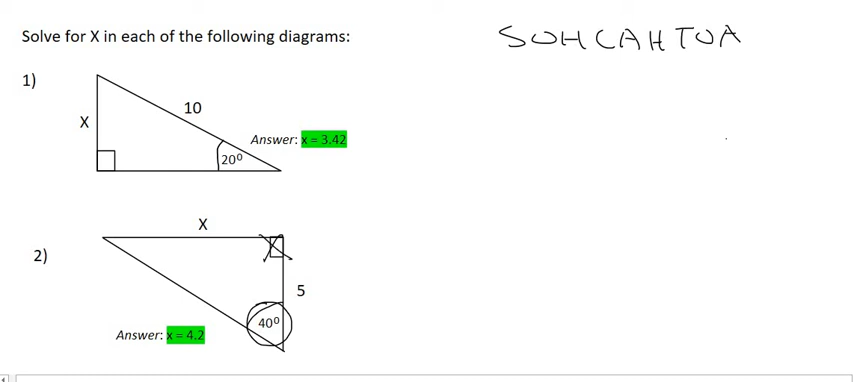 Solve for X in each of the following diagrams:
SOHCAHTOA
1)
10
X
Answer: x = 3.42
20⁰
X
2)
5
40⁰
Answer: x = 4.2